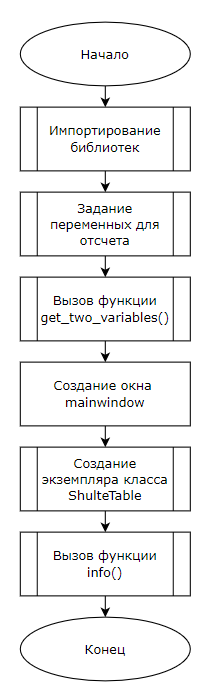 Начало
Импортирование
библиотек
Задание
переменных для
отсчета
Вызов функции
get_two_variables()
Создание окна
mainwindow
Создание
экземпляра класса
ShulteTable
Вызов функции
info()
Конец